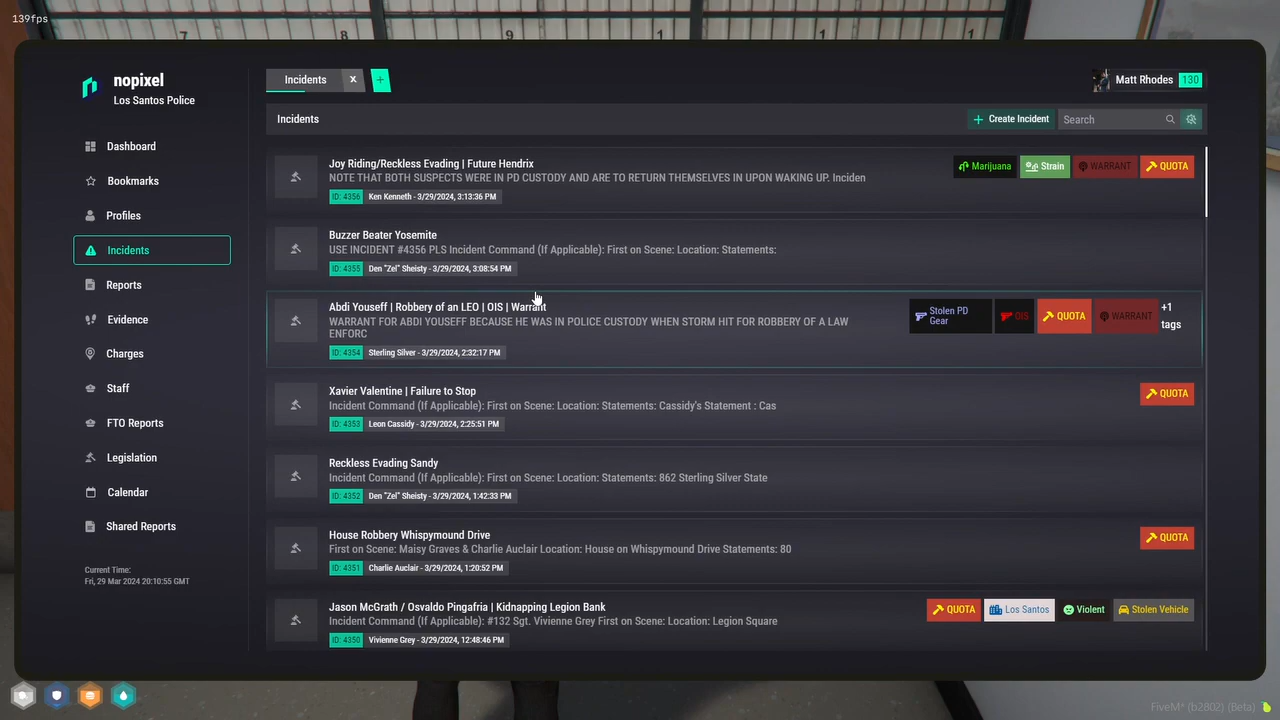 139fps
7 8 9 1 1
nopixel
Los Santos Police
Incidents x +
Matt Rhodes 130
Incidents
+ Create Incident
Search
Dashboard
Bookmarks
Profiles
Incidents
Reports
Evidence
Charges
Staff
FTO Reports
Legislation
Calendar
Shared Reports
Current Time:
Fri, 29 Mar 2024 20:10:55 GMT
Joy Riding/Reckless Evading | Future Hendrix
NOTE THAT BOTH SUSPECTS WERE IN PD CUSTODY AND ARE TO RETURN THEMSELVES IN UPON WAKING UP. Inciden
ID: 4356 Ken Kenneth - 3/29/2024, 3:13:36 PM
Marijuana Strain WARRANT QUOTA
Buzzer Beater Yosemite
USE INCIDENT #4356 PLS Incident Command (If Applicable): First on Scene: Location: Statements:
ID: 4355 Den "Zel" Sheisty - 3/29/2024, 3:08:54 PM
Abdi Youseff | Robbery of an LEO | OIS | Warrant
WARRANT FOR ABDI YOUSEFF BECAUSE HE WAS IN POLICE CUSTODY WHEN STORM HIT FOR ROBBERY OF A LAW
ENFORC
ID: 4354 Sterling Silver - 3/29/2024, 2:32:17 PM
Stolen PD
Gear
OIS QUOTA WARRANT
+1
tags
Xavier Valentine | Failure to Stop
Incident Command (If Applicable): First on Scene: Location: Statements: Cassidy's Statement : Cas
ID: 4353 Leon Cassidy - 3/29/2024, 2:25:51 PM
QUOTA
Reckless Evading Sandy
Incident Command (If Applicable): First on Scene: Location: Statements: 862 Sterling Silver State
ID: 4352 Den "Zel" Sheisty - 3/29/2024, 1:42:33 PM
House Robbery Whispymound Drive
First on Scene: Maisy Graves & Charlie Auclair Location: House on Whispymound Drive Statements: 80
ID: 4351 Charlie Auclair - 3/29/2024, 1:20:52 PM
QUOTA
Jason McGrath / Osvaldo Pingafria | Kidnapping Legion Bank
Incident Command (If Applicable): #132 Sgt. Vivienne Grey First on Scene: Location: Legion Square
ID: 4350 Vivienne Grey - 3/29/2024, 12:48:46 PM
QUOTA Los Santos Violent Stolen Vehicle
FiveM* (b2802) (Beta)